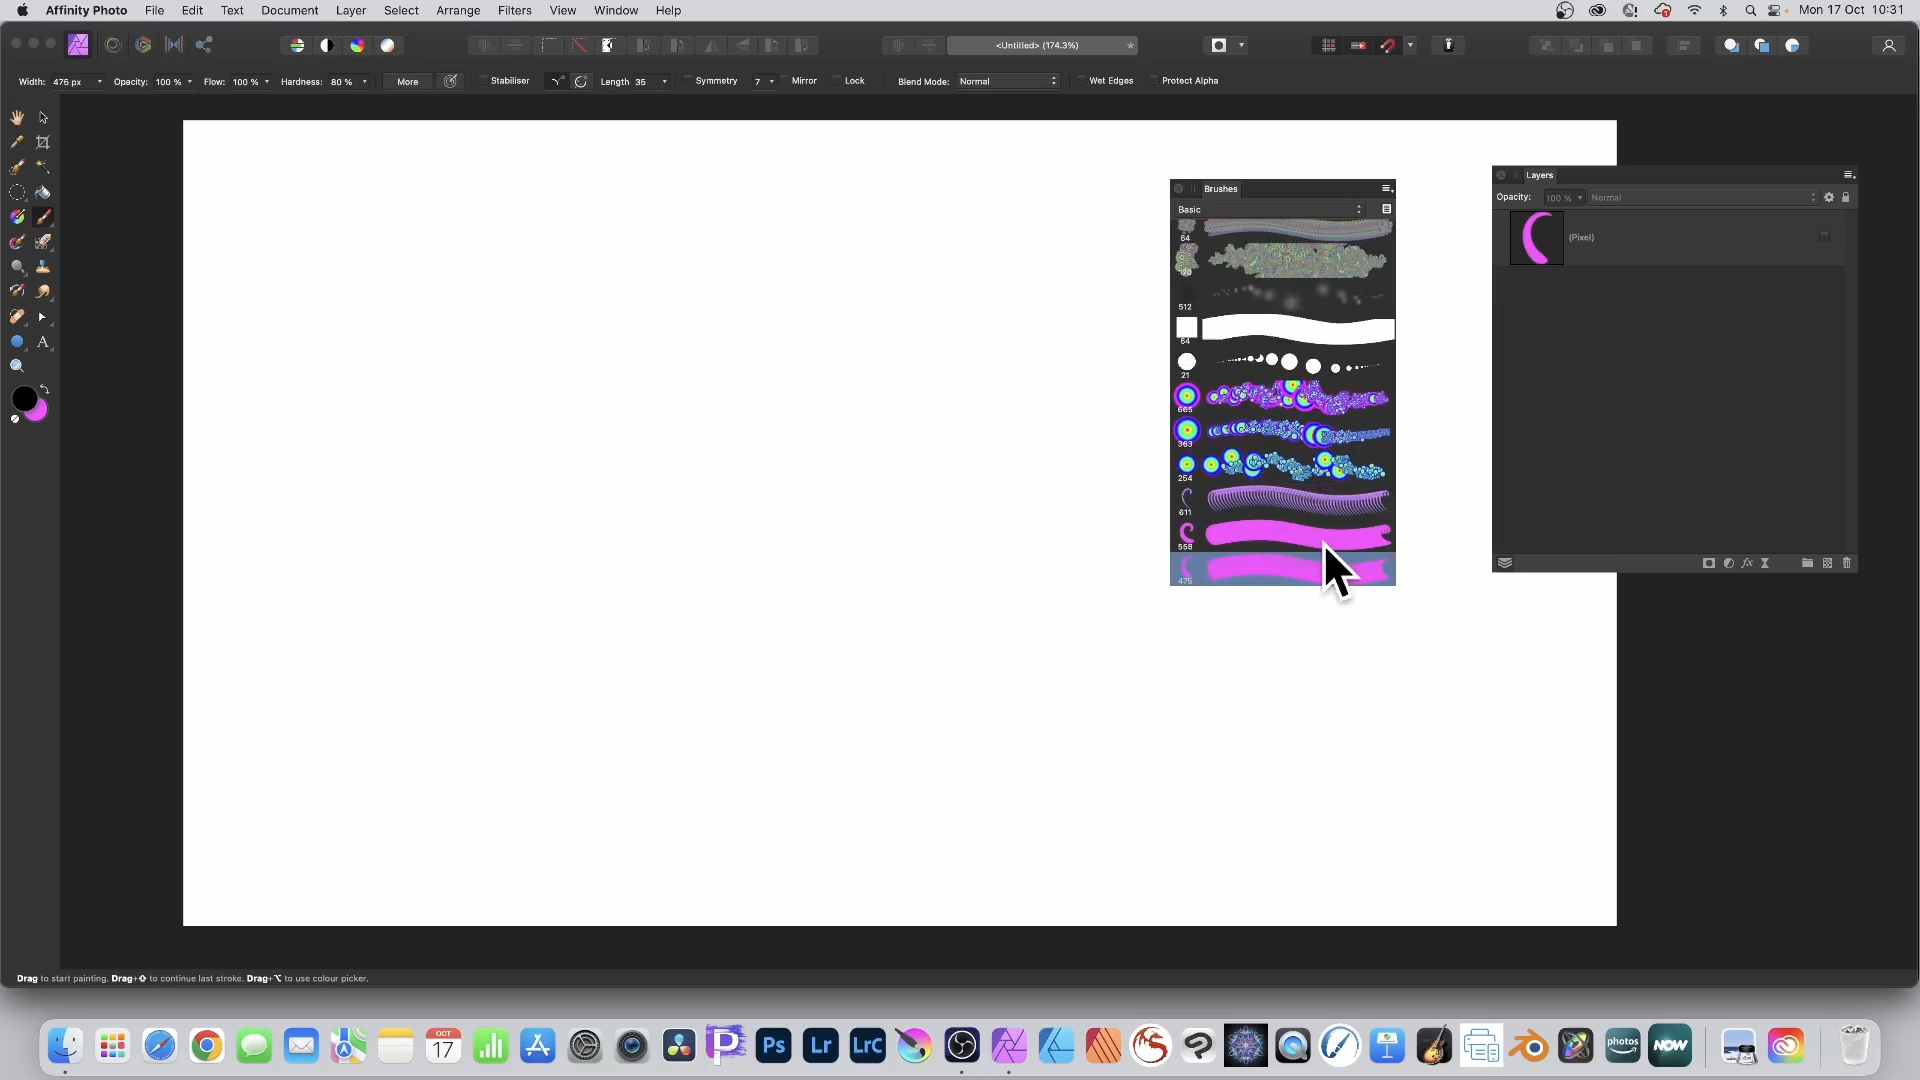 Affinity Photo File Edit Text Document Layer Select Arrange Filters View Window Help Mon 17 Oct 10:31
<Untitled> (174.3%) *
Width: 475 px Opacity: 100 % Flow: 100 % Hardness: 80 % More Stabiliser Length 35 Symmetry 7 Mirror Lock Blend Mode: Normal Wet Edges Protect Alpha
Brushes
Basic
64
70
512
64
21
665
363
254
611
558
475
Layers
Opacity: 100 % Normal
(Pixel)
fx
A
Drag to start painting. Drag+⇧ to continue last stroke. Drag+⌥ to use colour picker.
OCT
17
P
Ps
Lr
LrC
photos
NOW